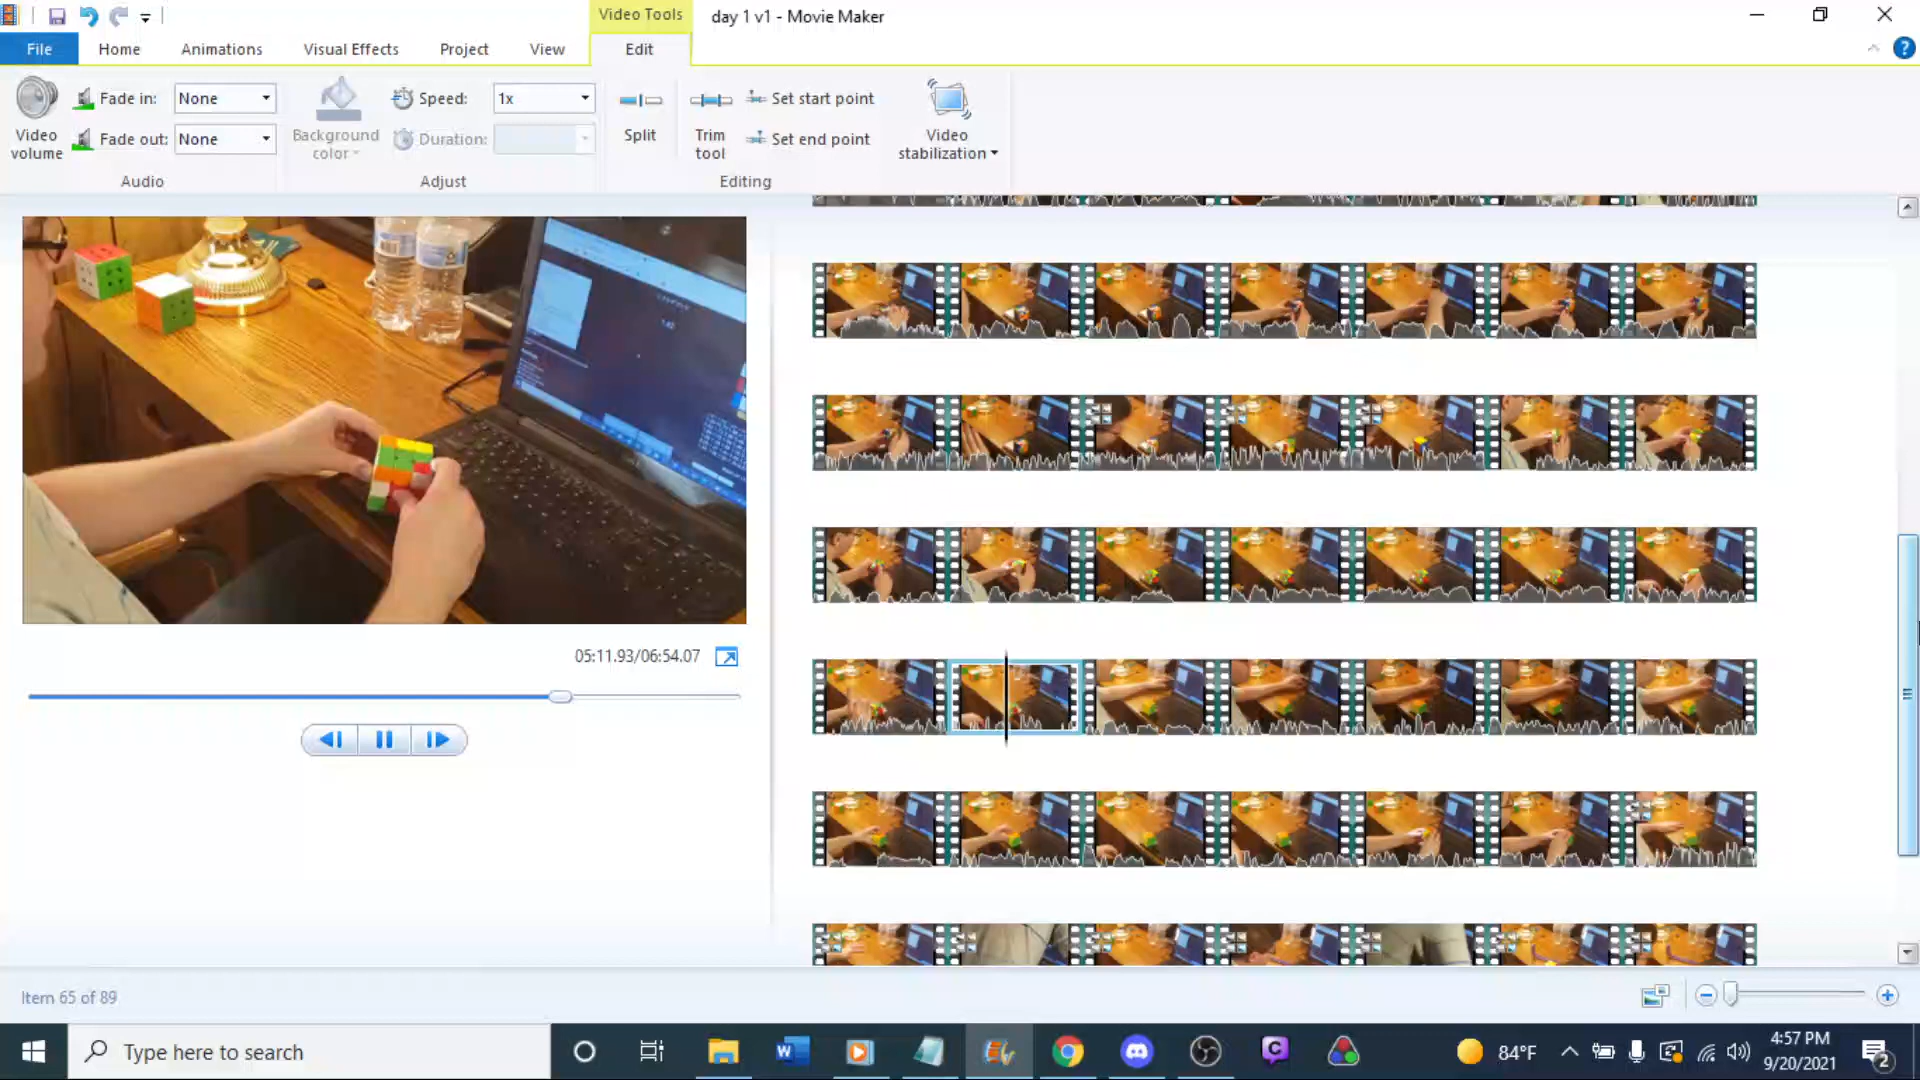 Video Tools
day 1 v1 - Movie Maker
File
Home
Animations
Visual Effects
Project
View
Edit
Video
volume
Fade in:
None
Fade out:
None
Audio
Background
color
Speed:
1x
Duration:
Adjust
Split
Trim
tool
Set start point
Set end point
Editing
Video
stabilization
05:11.93/06:54.07
Item 65 of 89
Type here to search
84°F
4:57 PM
9/20/2021
2